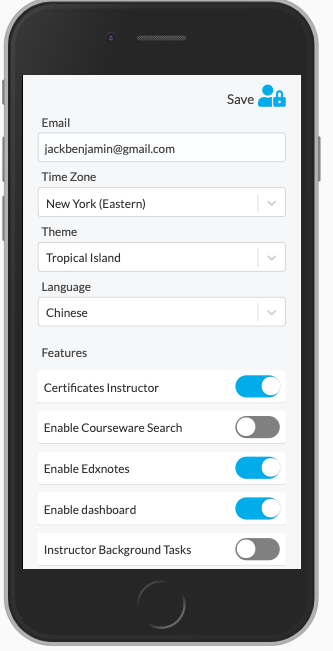 Save
Email
jackbenjamin@gmail.com
Time Zone
New York (Eastern)
Theme
Tropical Island
Language
Chinese
Features
Certificates Instructor
Enable Courseware Search
Enable Edxnotes
Enable dashboard
Instructor Background Tasks